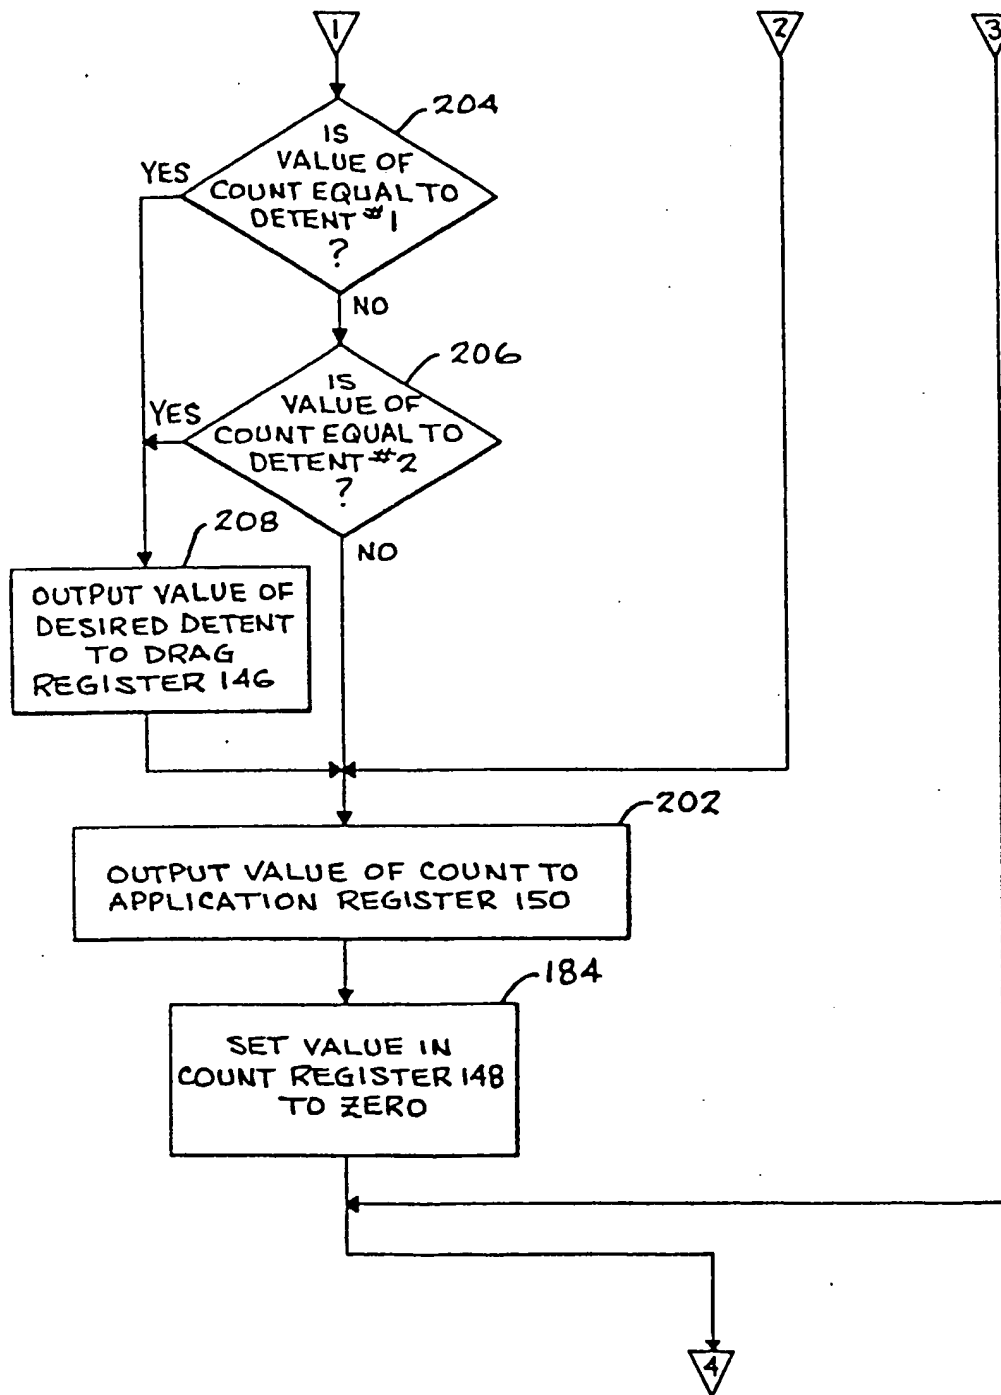 1
2
3
204
IS
VALUE OF
COUNT EQUAL TO
DETENT #1
?
YES
NO
206
IS
VALUE OF
COUNT EQUAL TO
DETENT #2
?
YES
NO
208
OUTPUT VALUE OF
DESIRED DETENT
TO DRAG
REGISTER 146
202
OUTPUT VALUE OF COUNT TO
APPLICATION REGISTER 150
184
SET VALUE IN
COUNT REGISTER 148
TO ZERO
4